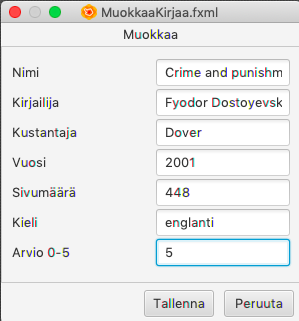 MuokkaaKirjaa.fxml
Muokkaa
Nimi Crime and punishm
Kirjailija Fyodor Dostoyevsk
Kustantaja Dover
Vuosi 2001
Sivumäärä 448
Kieli englanti
Arvio 0-5 5
Tallenna Peruuta